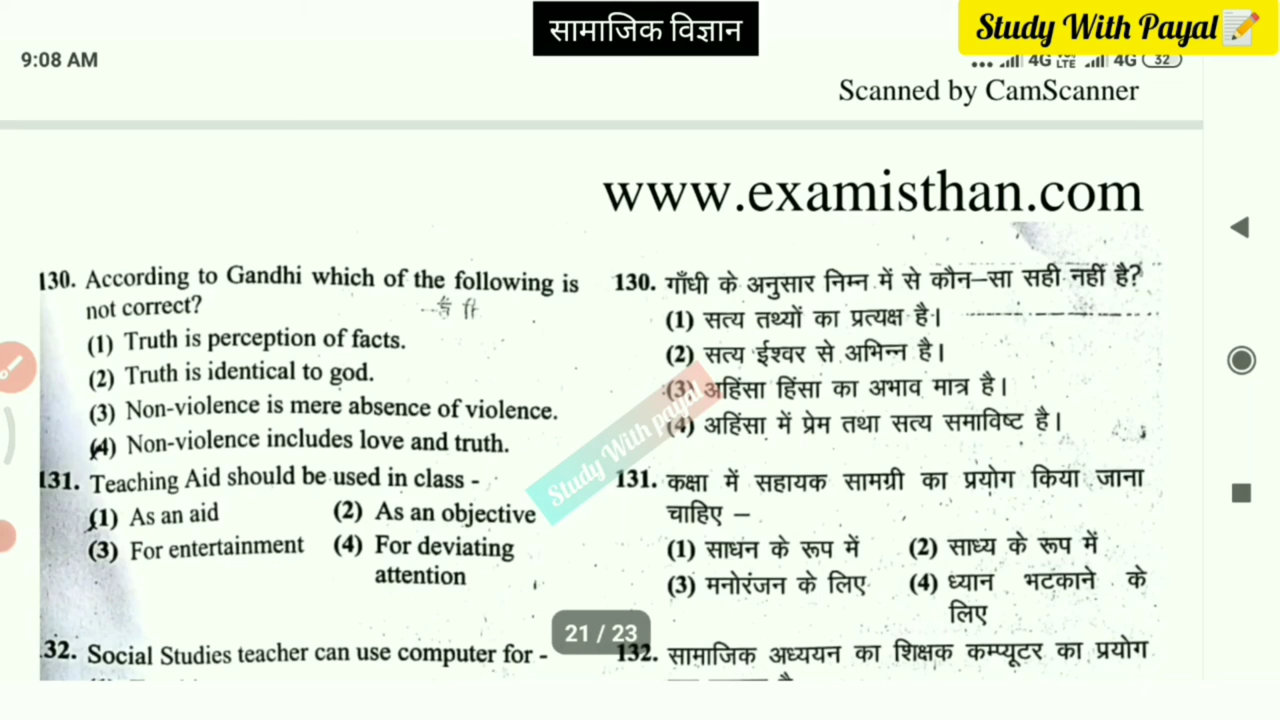 सामाजिक विज्ञान
Study With Payal
9:08 AM
4G VoLTE 4G 32
Scanned by CamScanner
www.examisthan.com
130. According to Gandhi which of the following is
not correct?
(1) Truth is perception of facts.
(2) Truth is identical to god.
(3) Non-violence is mere absence of violence.
(4) Non-violence includes love and truth.
131. Teaching Aid should be used in class -
(1) As an aid (2) As an objective
(3) For entertainment (4) For deviating
attention
32. Social Studies teacher can use computer for -
130. गाँधी के अनुसार निम्न में से कौन–सा सही नहीं है?
(1) सत्य तथ्यों का प्रत्यक्ष है।
(2) सत्य ईश्वर से अभिन्न है।
(3) अहिंसा हिंसा का अभाव मात्र है।
(4) अहिंसा में प्रेम तथा सत्य समाविष्ट है।
131. कक्षा में सहायक सामग्री का प्रयोग किया जाना
चाहिए –
(1) साधन के रूप में (2) साध्य के रूप में
(3) मनोरंजन के लिए (4) ध्यान भटकाने के
लिए
132. सामाजिक अध्ययन का शिक्षक कम्प्यूटर का प्रयोग
Study With payal
21 / 23